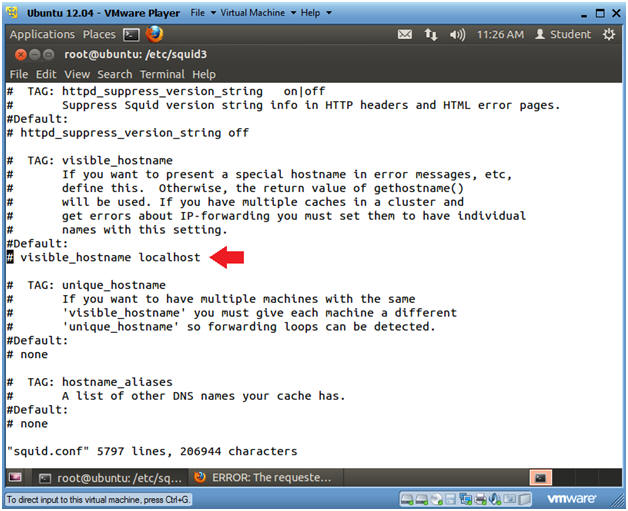 Ubuntu 12.04 - VMware Player File Virtual Machine Help
Applications Places 11:26 AM Student
root@ubuntu: /etc/squid3
File Edit View Search Terminal Help
#  TAG: httpd_suppress_version_string   on|off
#       Suppress Squid version string info in HTTP headers and HTML error pages.
#Default:
# httpd_suppress_version_string off
#  TAG: visible_hostname
#       If you want to present a special hostname in error messages, etc,
#       define this.  Otherwise, the return value of gethostname()
#       will be used. If you have multiple caches in a cluster and
#       get errors about IP-forwarding you must set them to have individual
#       names with this setting.
#Default:
# visible_hostname localhost
#  TAG: unique_hostname
#       If you want to have multiple machines with the same
#       'visible_hostname' you must give each machine a different
#       'unique_hostname' so forwarding loops can be detected.
#Default:
# none
#  TAG: hostname_aliases
#       A list of other DNS names your cache has.
#Default:
# none
"squid.conf" 5797 lines, 206944 characters
root@ubuntu: /etc/sq... ERROR: The requeste...
To direct input to this virtual machine, press Ctrl+G. vmware